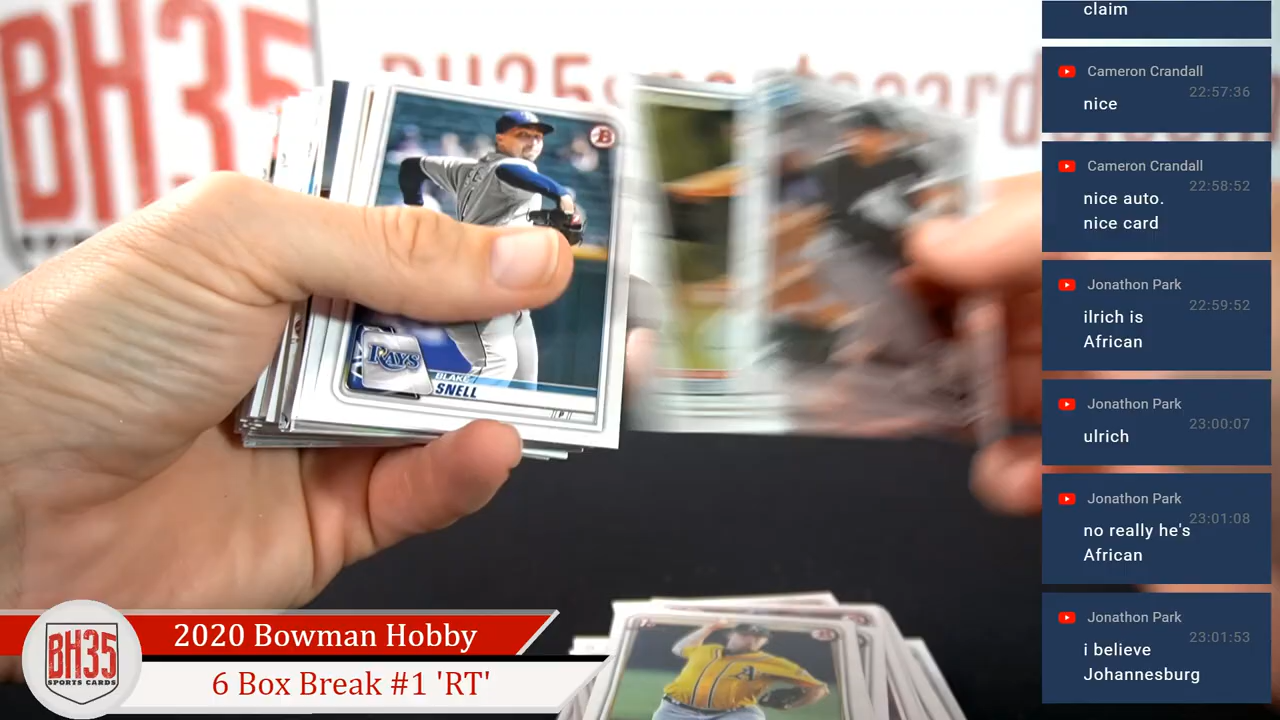 BH35
SPORTS
BH35sportscards
B
RAYS
BLAKE
SNELL
P
A
BH35
SPORTS CARDS
2020 Bowman Hobby
6 Box Break #1 'RT'
claim
Cameron Crandall
22:57:36
nice
Cameron Crandall
22:58:52
nice auto.
nice card
Jonathon Park
22:59:52
ilrich is
African
Jonathon Park
23:00:07
ulrich
Jonathon Park
23:01:08
no really he's
African
Jonathon Park
23:01:53
i believe
Johannesburg